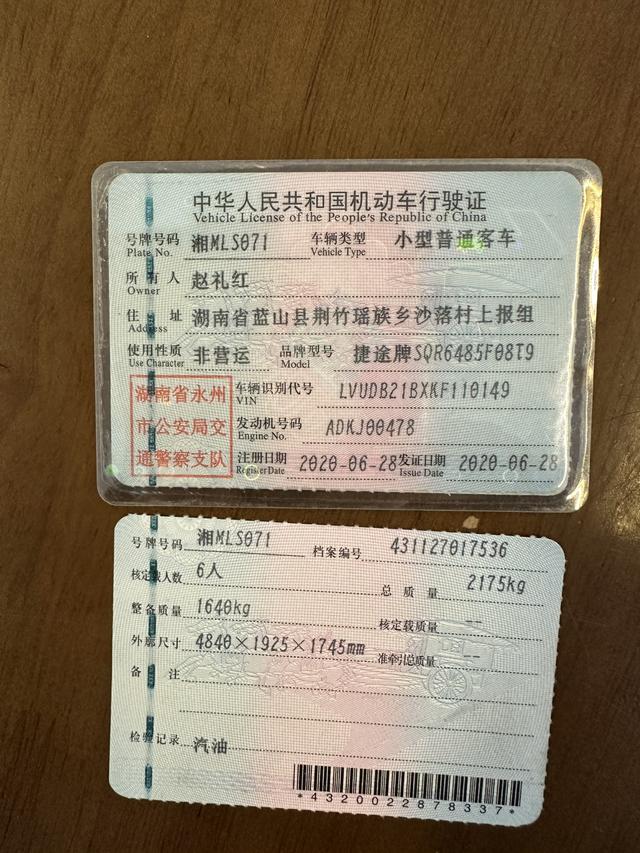 中华人民共和国机动车行驶证
Vehicle License of the People's Republic of China
号牌号码 湘MLS071 车辆类型 小型普通客车
Plate No. Vehicle Type
所有人 赵礼红
Owner
住址 湖南省蓝山县荆竹瑶族乡沙落村上报组
Address
使用性质 非营运 品牌型号 捷途牌SQR6485F08T9
Use Character Model
湖南省永州 车辆识别代号 LVUDB21BXKF110149
VIN
市公安局交 发动机号码 ADKJ00478
Engine No.
通警察支队 注册日期 2020-06-28 发证日期 2020-06-28
Register Date Issue Date
号牌号码 湘MLS071 档案编号 431127017536
核定载人数 6人 总质量 2175kg
整备质量 1640kg 核定载质量 --
外廓尺寸 4840×1925×1745mm 准牵引总质量 --
备注
检验记录 汽油
*4320022878337*